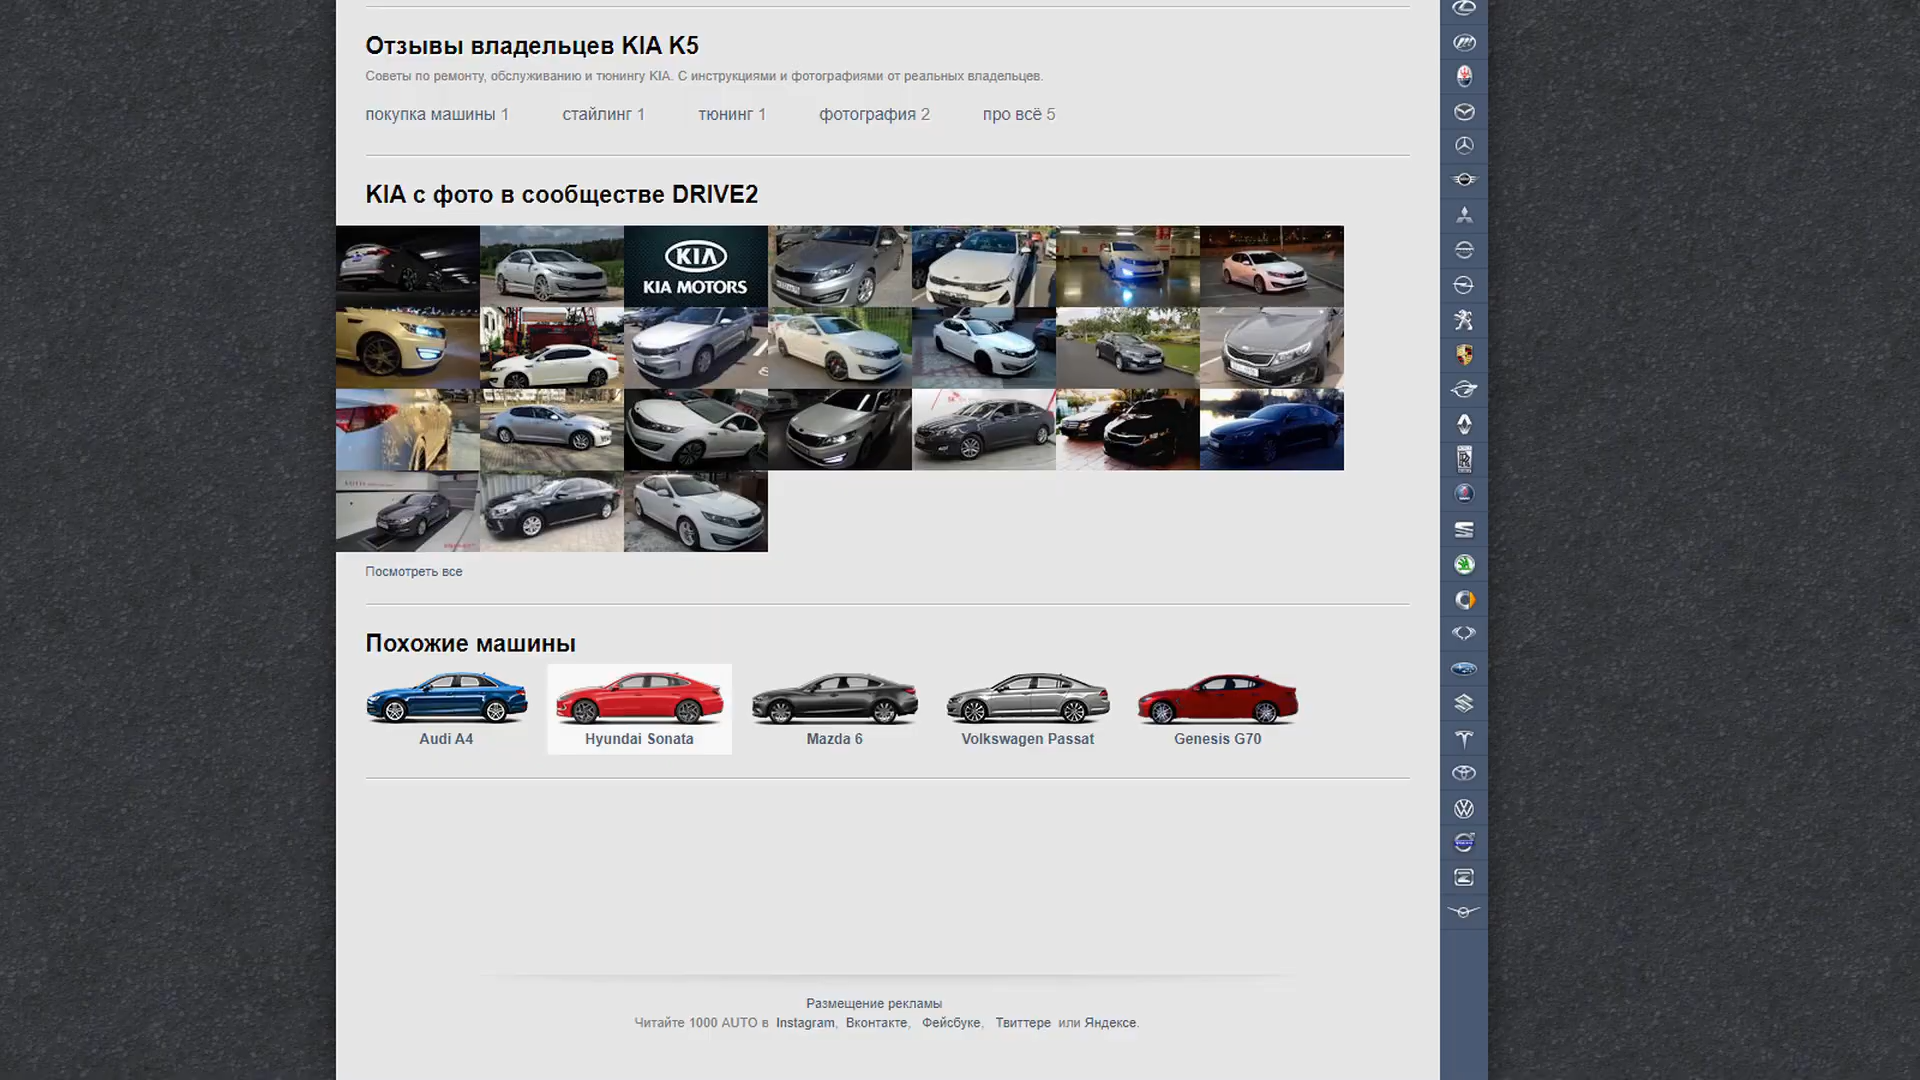 Отзывы владельцев KIA K5
Советы по ремонту, обслуживанию и тюнингу KIA. С инструкциями и фотографиями от реальных владельцев.
покупка машины 1 стайлинг 1 тюнинг 1 фотография 2 про всё 5
KIA с фото в сообществе DRIVE2
KIA
KIA MOTORS
Посмотреть все
Похожие машины
Audi A4 Hyundai Sonata Mazda 6 Volkswagen Passat Genesis G70
Размещение рекламы
Читайте 1000 AUTO в Instagram, Вконтакте, Фейсбуке, Твиттере или Яндексе.